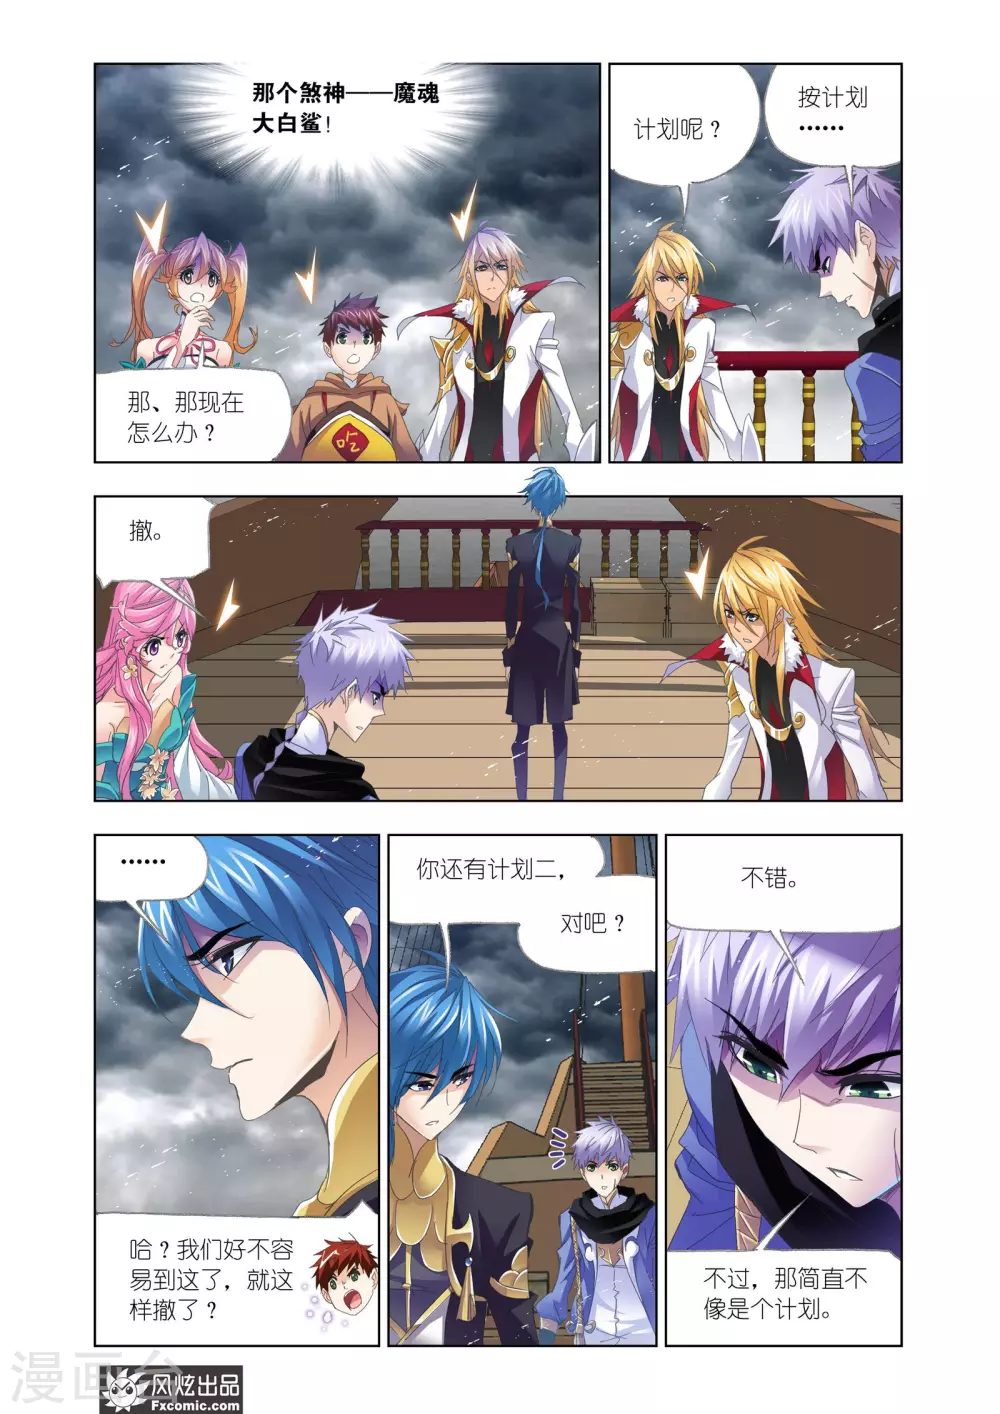 那个煞神——魔魂
大白鲨！
那、那现在
怎么办？
哈
计划呢？
按计划
……
撤。
……
哈？我们好不容
易到这了，就这
样撤了？
你还有计划二，
对吧？
不错。
不过，那简直不
像是个计划。
漫画台
风炫出品
Fxcomic.com